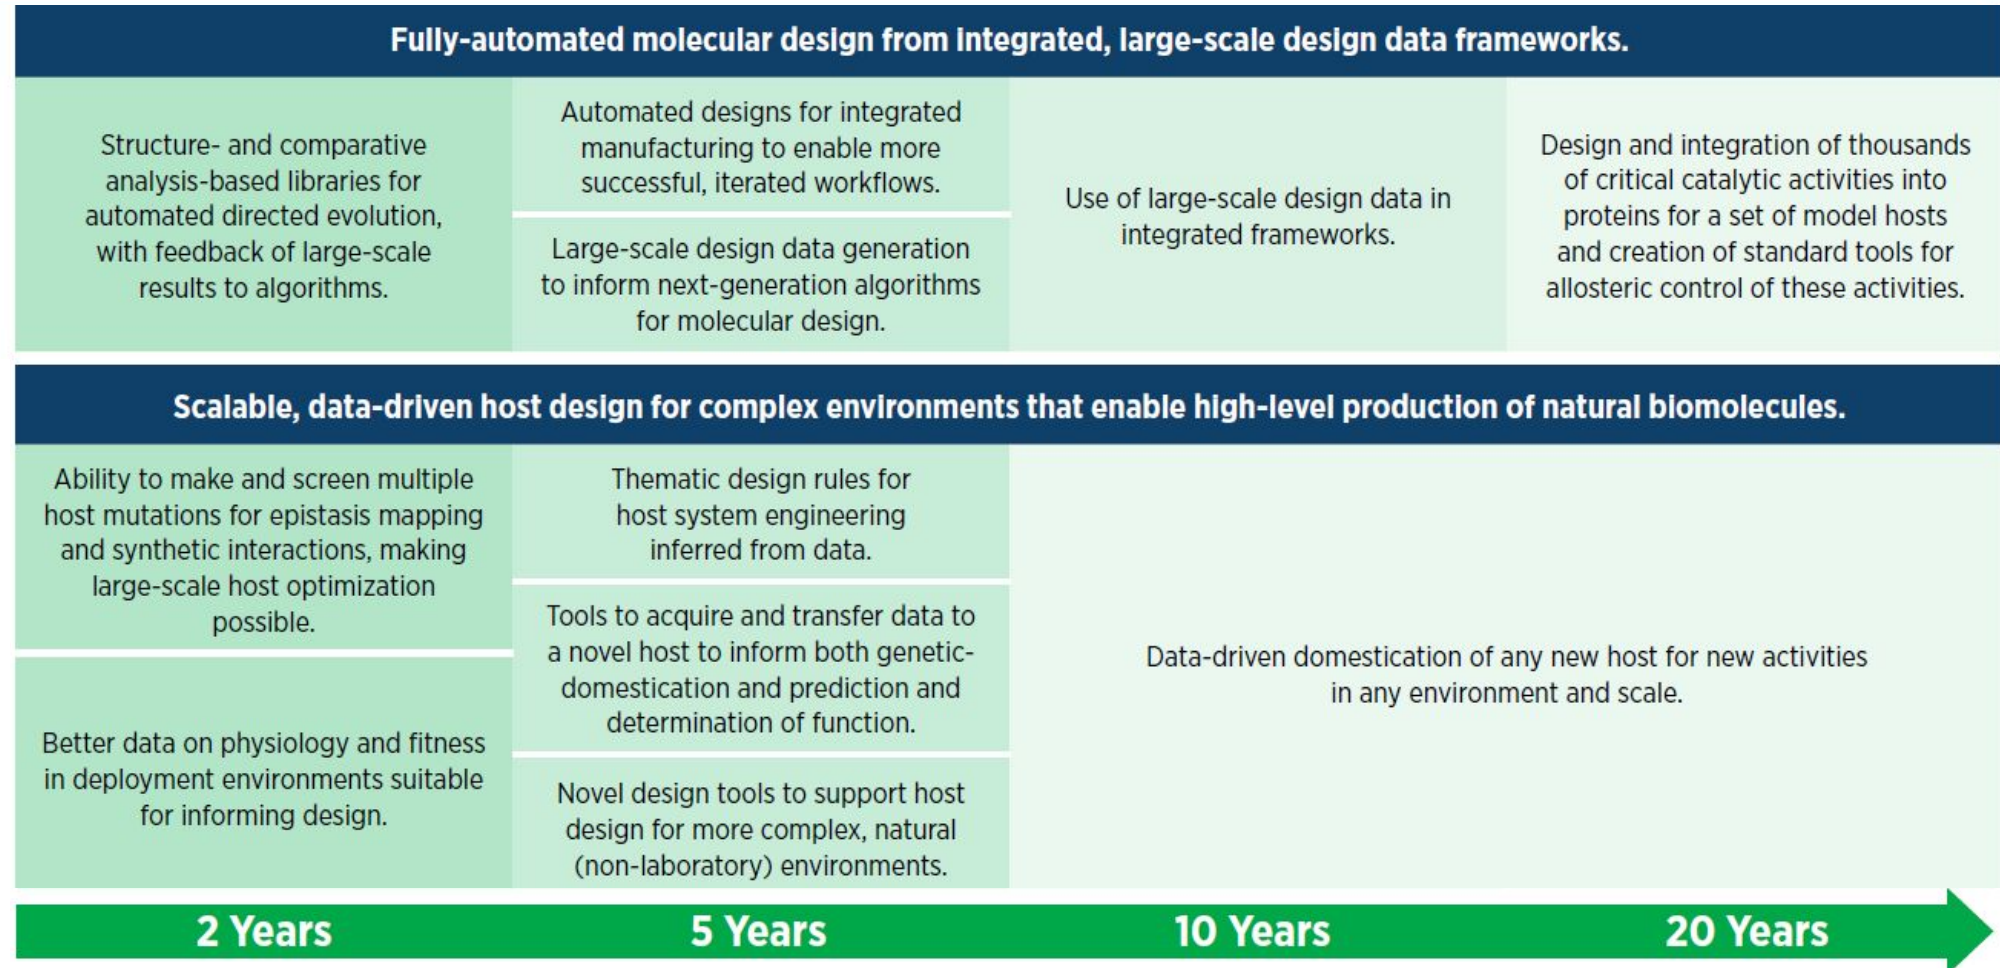 Fully-automated molecular design from integrated, large-scale design data frameworks.
Structure- and comparative
analysis-based libraries for
automated directed evolution,
with feedback of large-scale
results to algorithms.
Automated designs for integrated
manufacturing to enable more
successful, iterated workflows.
Large-scale design data generation
to inform next-generation algorithms
for molecular design.
Use of large-scale design data in
integrated frameworks.
Design and integration of thousands
of critical catalytic activities into
proteins for a set of model hosts
and creation of standard tools for
allosteric control of these activities.
Scalable, data-driven host design for complex environments that enable high-level production of natural biomolecules.
Ability to make and screen multiple
host mutations for epistasis mapping
and synthetic interactions, making
large-scale host optimization
possible.
Better data on physiology and fitness
in deployment environments suitable
for informing design.
Thematic design rules for
host system engineering
inferred from data.
Tools to acquire and transfer data to
a novel host to inform both genetic-
domestication and prediction and
determination of function.
Novel design tools to support host
design for more complex, natural
(non-laboratory) environments.
Data-driven domestication of any new host for new activities
in any environment and scale.
2 Years
5 Years
10 Years
20 Years